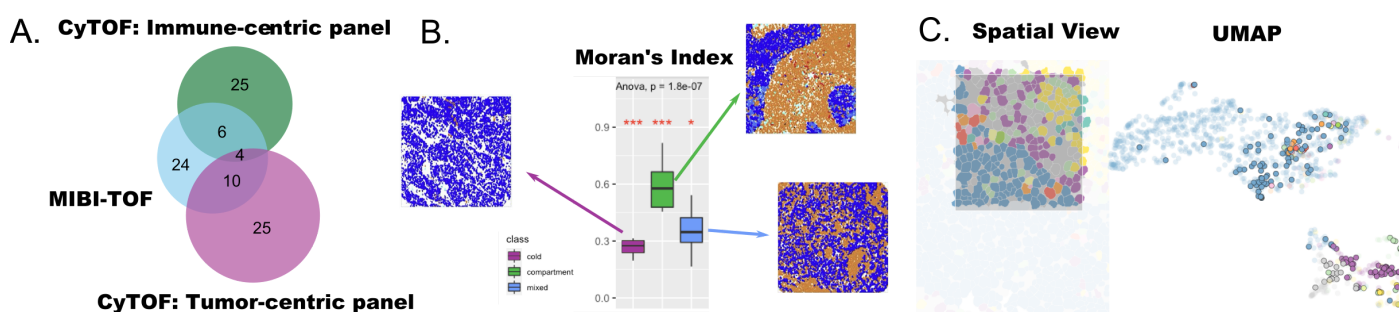 A.
CyTOF: Immune-centric panel
25
6
4
24
10
MIBI-TOF
25
CyTOF: Tumor-centric panel
B.
Moran's Index
Anova, p = 1.8e-07
*** *** *
0.9
0.6
0.3
0.0
class
cold
compartment
mixed
C.
Spatial View
UMAP